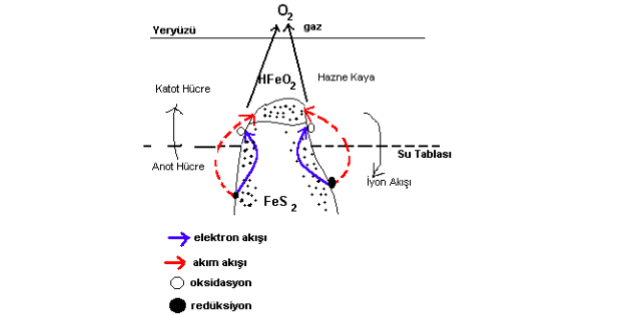 O2
gaz
Yeryüzü
HFeO2
Hazne Kaya
Katot Hücre
Su Tablası
Anot Hücre
İyon Akışı
FeS2
elektron akışı
akım akışı
oksidasyon
redüksiyon